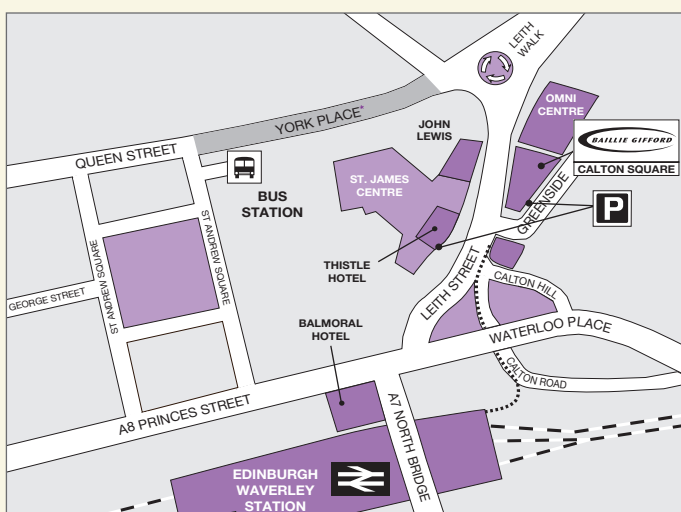 LEITH
WALK
OMNI
CENTRE
BAILLIE GIFFORD
CALTON SQUARE
YORK PLACE*
JOHN
LEWIS
QUEEN STREET
ST. JAMES
CENTRE
BUS
STATION
P
GREENSIDE
ST ANDREW SQUARE
ST ANDREW SQUARE
THISTLE
HOTEL
LEITH STREET
CALTON HILL
GEORGE STREET
BALMORAL
HOTEL
WATERLOO PLACE
CALTON ROAD
A8 PRINCES STREET
A7 NORTH BRIDGE
EDINBURGH
WAVERLEY
STATION